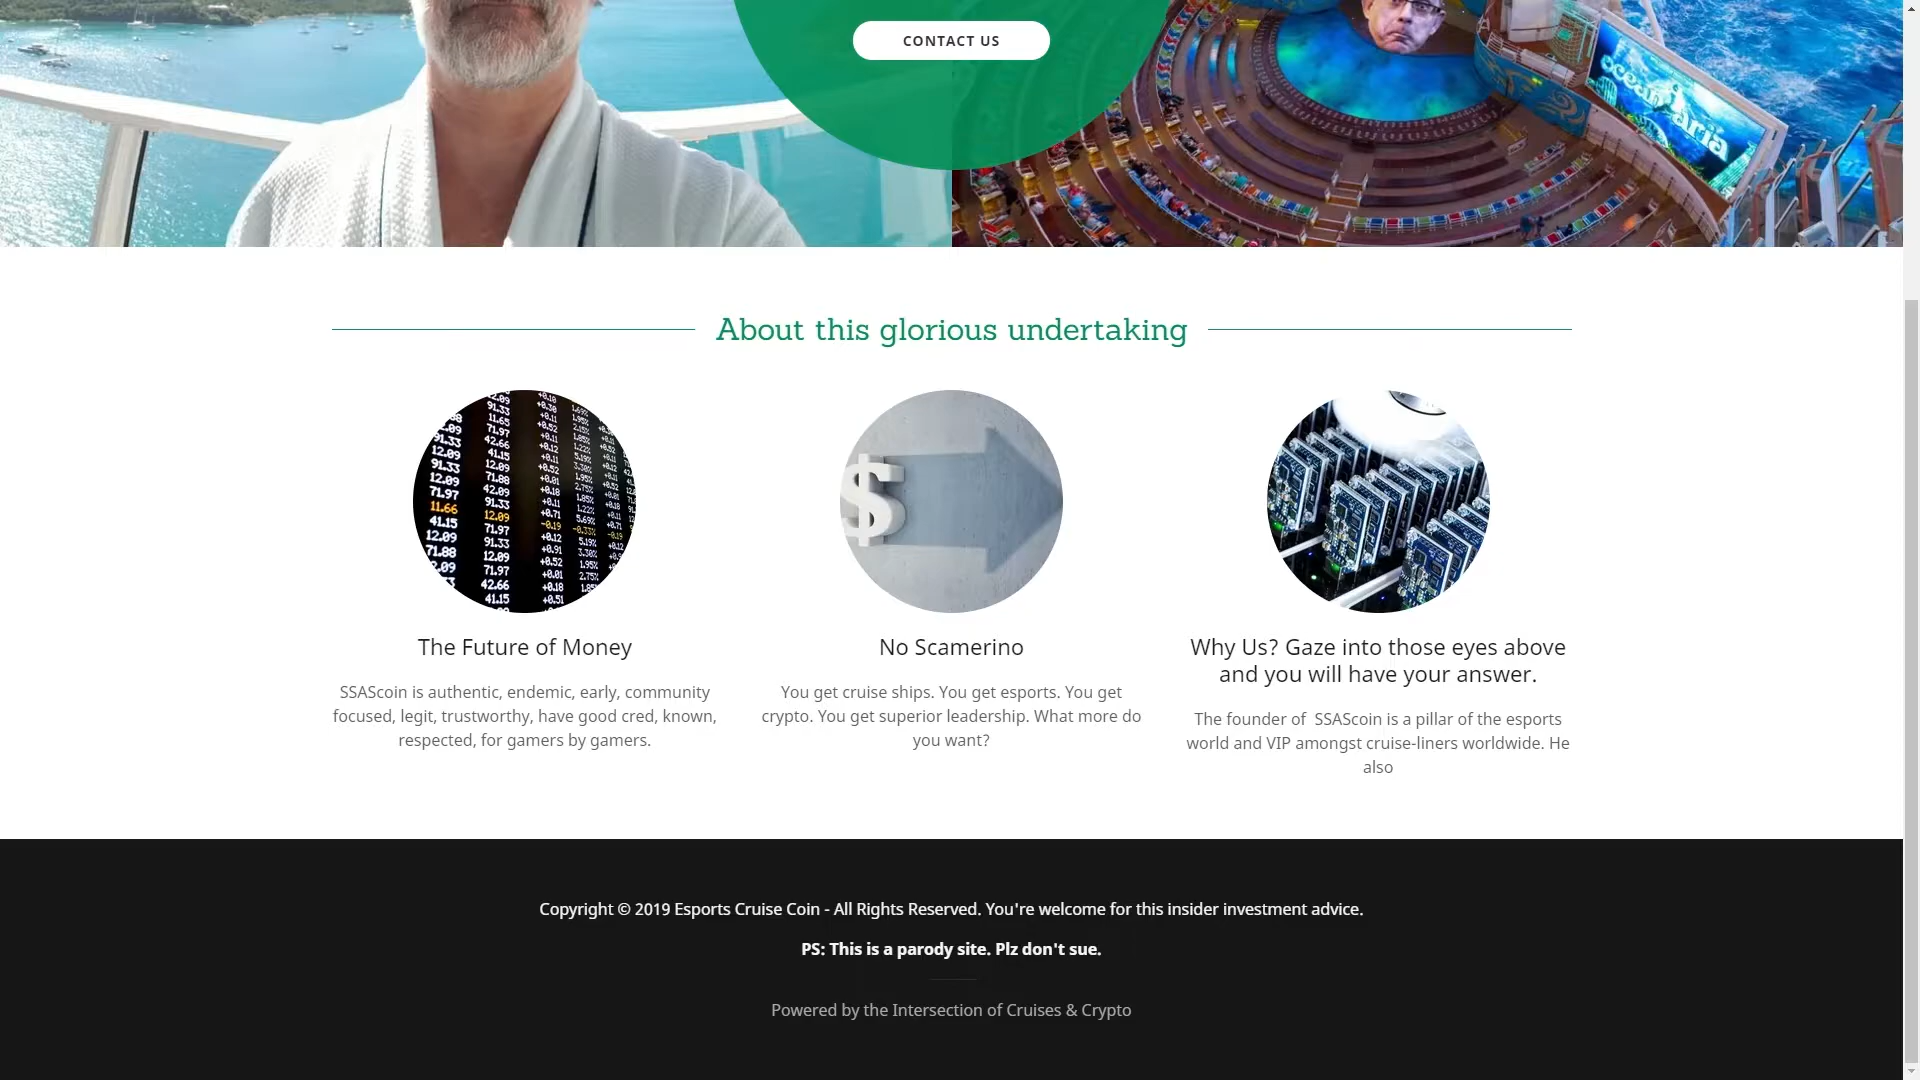 CONTACT US
oceanaria
About this glorious undertaking
The Future of Money
SSAScoin is authentic, endemic, early, community
focused, legit, trustworthy, have good cred, known,
respected, for gamers by gamers.
No Scamerino
You get cruise ships. You get esports. You get
crypto. You get superior leadership. What more do
you want?
Why Us? Gaze into those eyes above
and you will have your answer.
The founder of  SSAScoin is a pillar of the esports
world and VIP amongst cruise-liners worldwide. He
also
Copyright © 2019 Esports Cruise Coin - All Rights Reserved. You're welcome for this insider investment advice.
PS: This is a parody site. Plz don't sue.
Powered by the Intersection of Cruises & Crypto